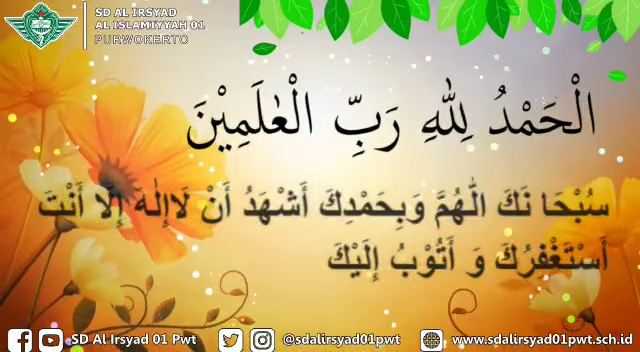 SD AL IRSYAD
AL ISLAMIYYAH 01
PURWOKERTO
الْحَمْدُ لِلّٰهِ رَبِّ الْعٰلَمِيْنَ
سُبْحَا نَكَ اللّٰهُمَّ وَبِحَمْدِكَ أَشْهَدُ أَنْ لَاإِلٰهَ إِلَّا أَنْتَ
أَسْتَغْفِرُكَ وَ أَتُوْبُ إِلَيْكَ
SD Al Irsyad 01 Pwt @sdalirsyad01pwt www.sdalirsyad01pwt.sch.id